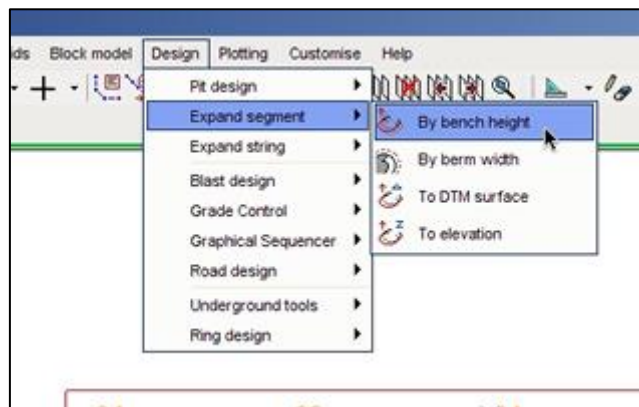 ds Block model Design Plotting Customise Help
Pit design
Expand segment
By bench height
Expand string
By berm width
Blast design
To DTM surface
Grade Control
To elevation
Graphical Sequencer
Road design
Underground tools
Ring design